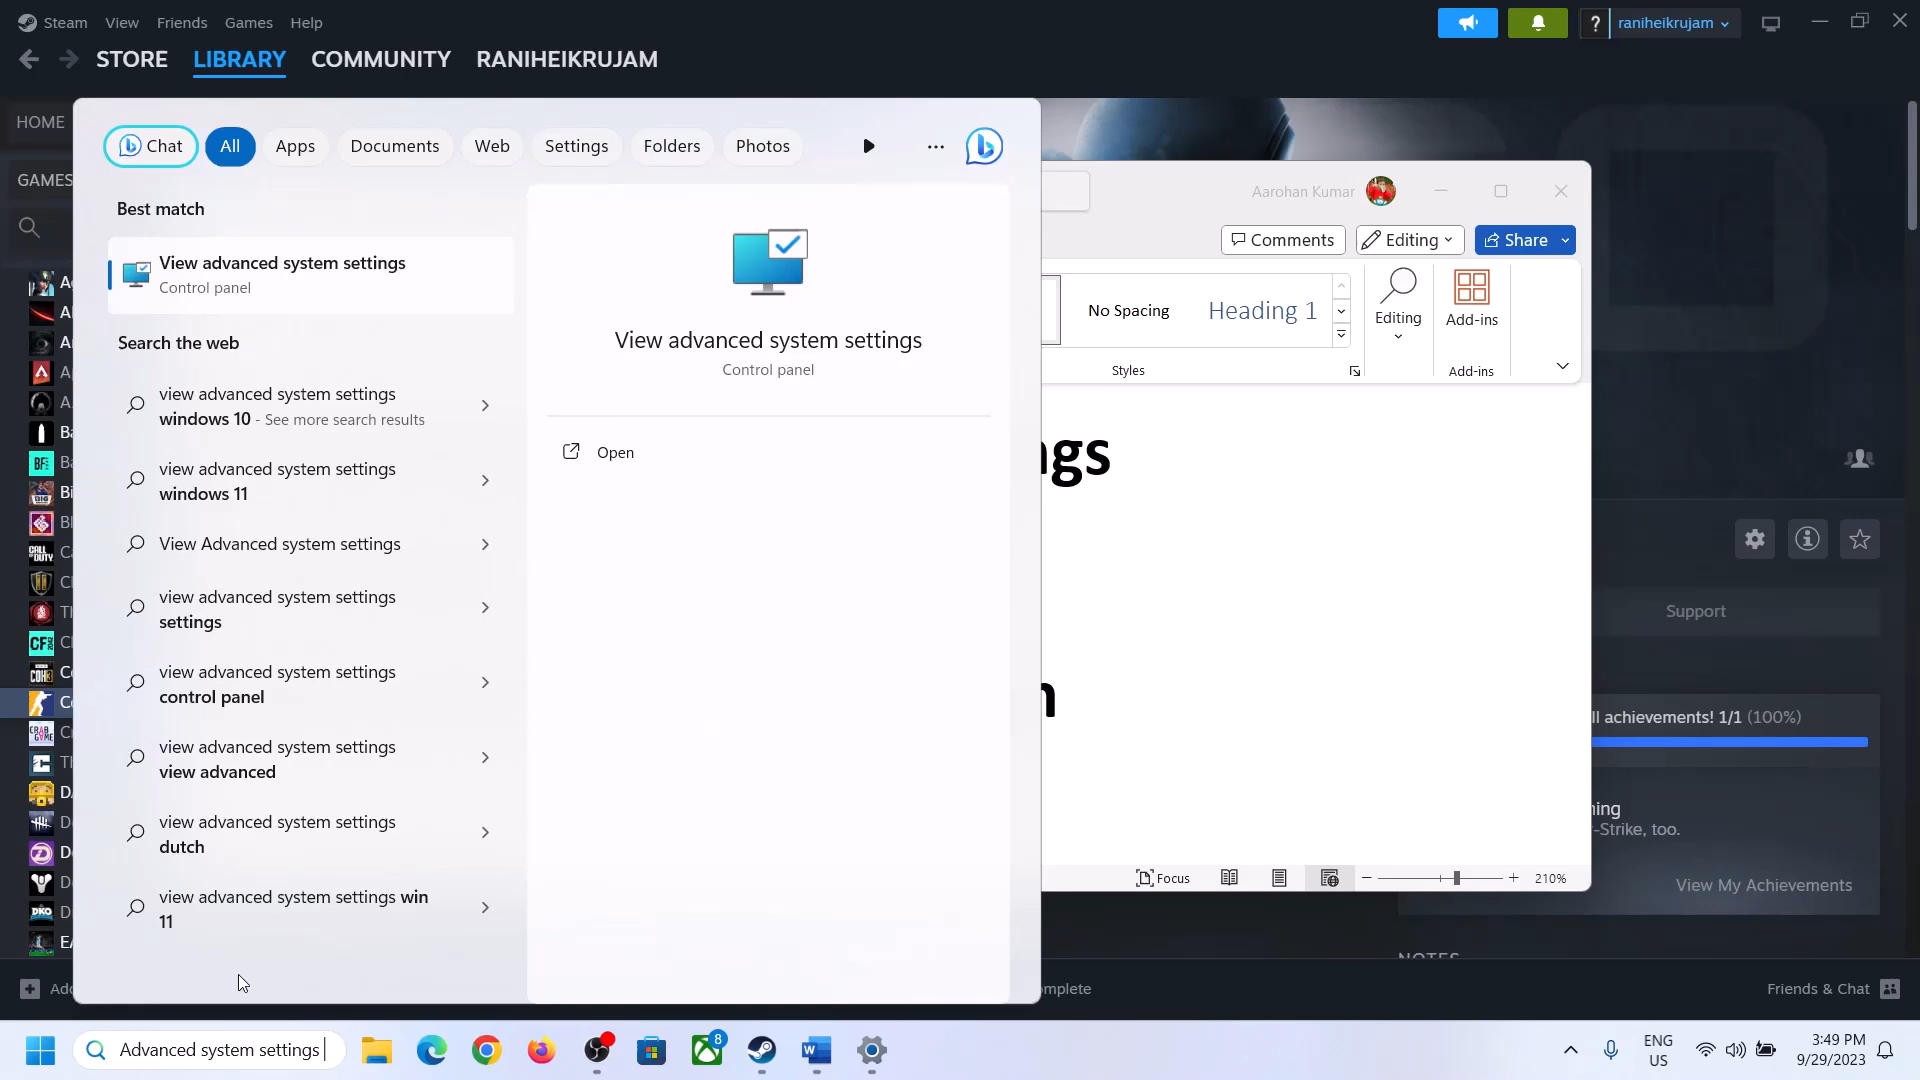 Steam View Friends Games Help
raniheikrujam
STORE LIBRARY COMMUNITY RANIHEIKRUJAM
HOME
GAMES
Chat All Apps Documents Web Settings Folders Photos
Best match
View advanced system settings
Control panel
Search the web
view advanced system settings
windows 10 - See more search results
view advanced system settings
windows 11
View Advanced system settings
view advanced system settings
settings
view advanced system settings
control panel
view advanced system settings
view advanced
view advanced system settings
dutch
view advanced system settings win
11
View advanced system settings
Control panel
Open
Aarohan Kumar
Comments Editing Share
No Spacing Heading 1
Editing
Add-ins
Styles
Add-ins
ngs
n
Focus
210%
Support
ll achievements! 1/1 (100%)
ning
-Strike, too.
View My Achievements
NOTES
Add
mplete
Friends & Chat
Advanced system settings
8
ENG
US
3:49 PM
9/29/2023